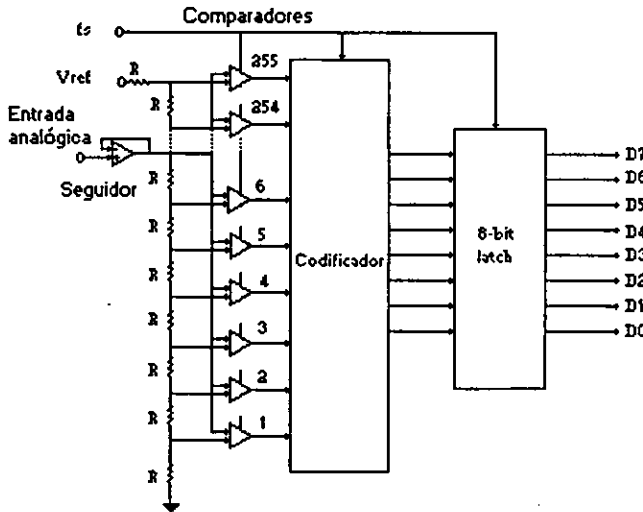 Comparadores
fs
R
255
Vref
R
254
Entrada
analógica
R
Seguidor
6
R
5
R
4
R
3
R
2
R
1
R
Codificador
8-bit
latch
D7
D6
D5
D4
D3
D2
D1
D0